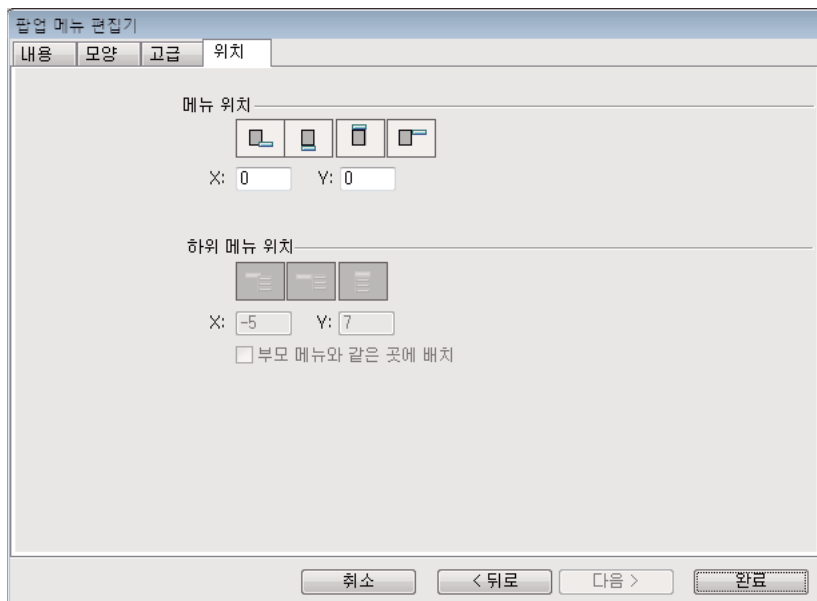 팝업 메뉴 편집기
내용 모양 고급 위치
메뉴 위치
X: 0 Y: 0
하위 메뉴 위치
X: -5 Y: 7
부모 메뉴와 같은 곳에 배치
취소 < 뒤로 다음 > 완료